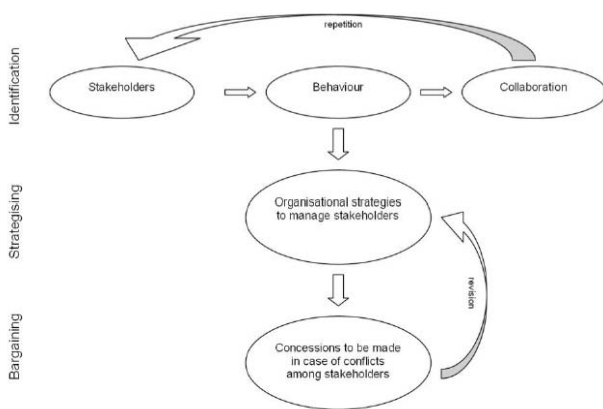 repetition
Identification
Stakeholders
Behaviour
Collaboration
Strategising
Organisational strategies
to manage stakeholders
revision
Bargaining
Concessions to be made
in case of conflicts
among stakeholders